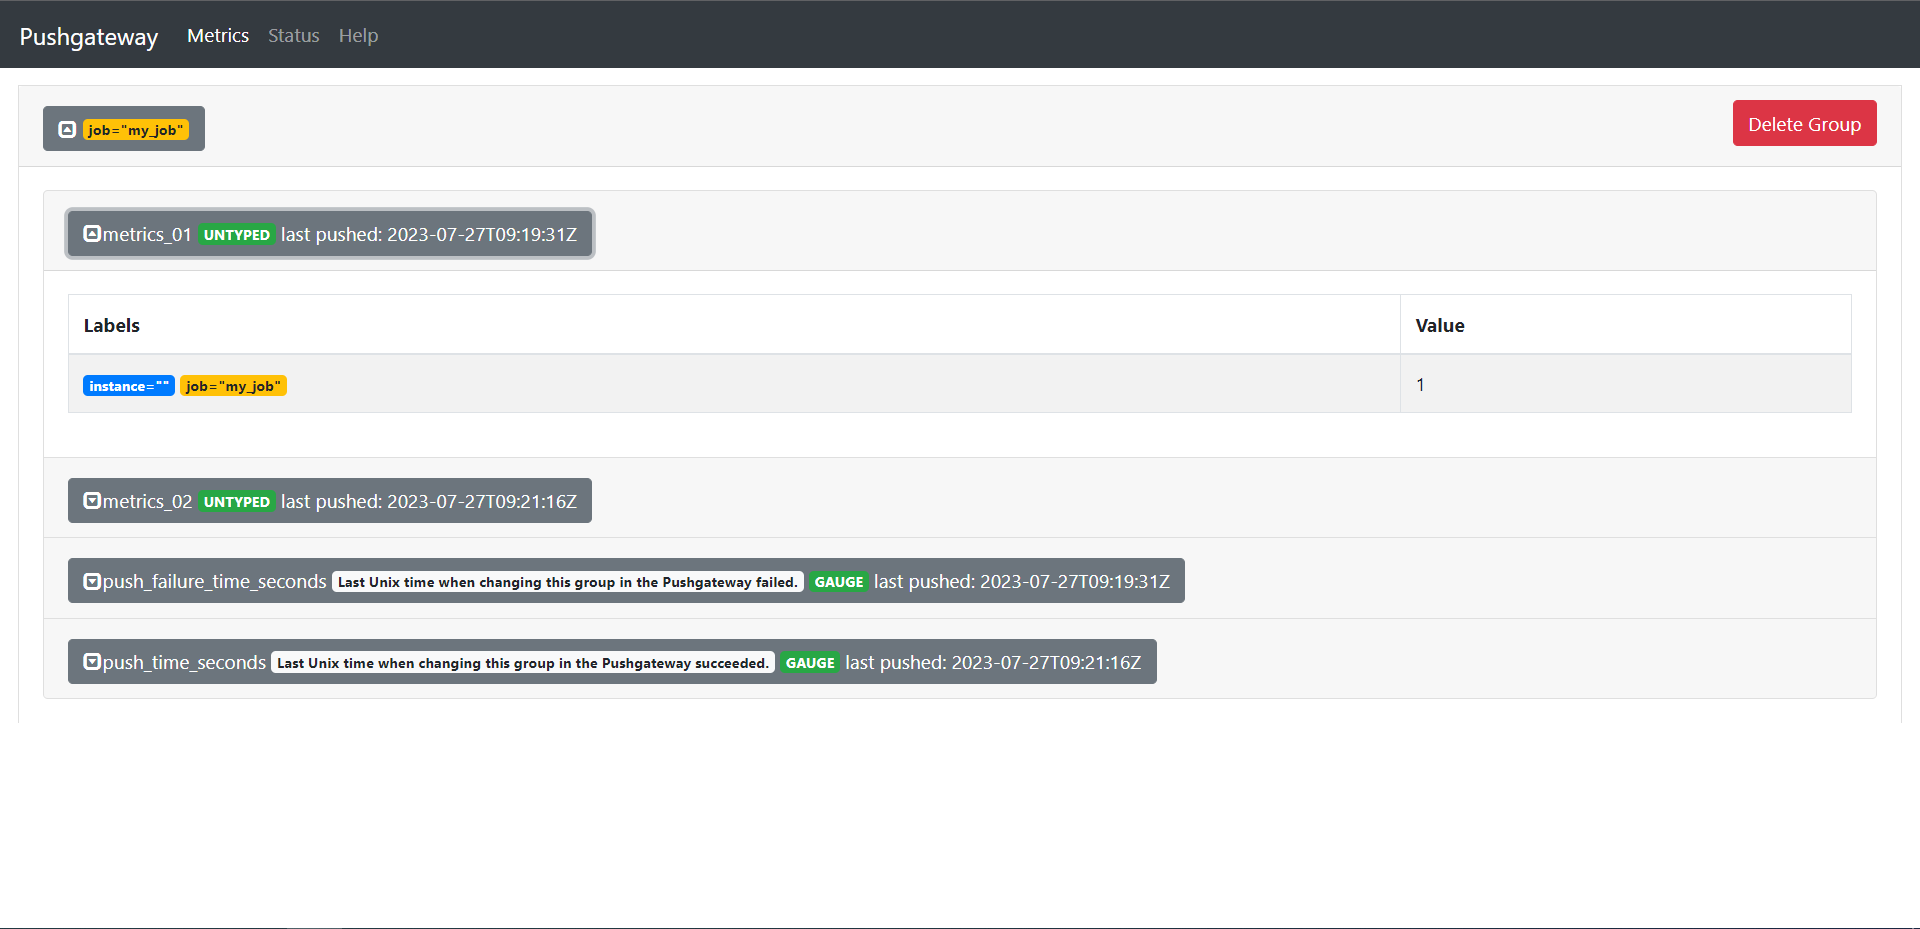 Pushgateway Metrics Status Help
job="my_job" Delete Group
metrics_01 UNTYPED last pushed: 2023-07-27T09:19:31Z
Labels Value
instance="" job="my_job" 1
metrics_02 UNTYPED last pushed: 2023-07-27T09:21:16Z
push_failure_time_seconds Last Unix time when changing this group in the Pushgateway failed. GAUGE last pushed: 2023-07-27T09:19:31Z
push_time_seconds Last Unix time when changing this group in the Pushgateway succeeded. GAUGE last pushed: 2023-07-27T09:21:16Z